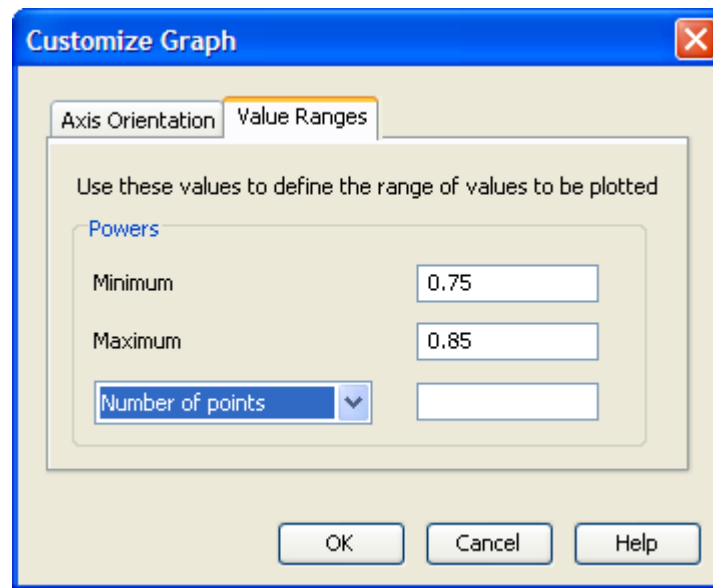 Customize Graph
Axis Orientation Value Ranges
Use these values to define the range of values to be plotted
Powers
Minimum 0.75
Maximum 0.85
Number of points
OK Cancel Help